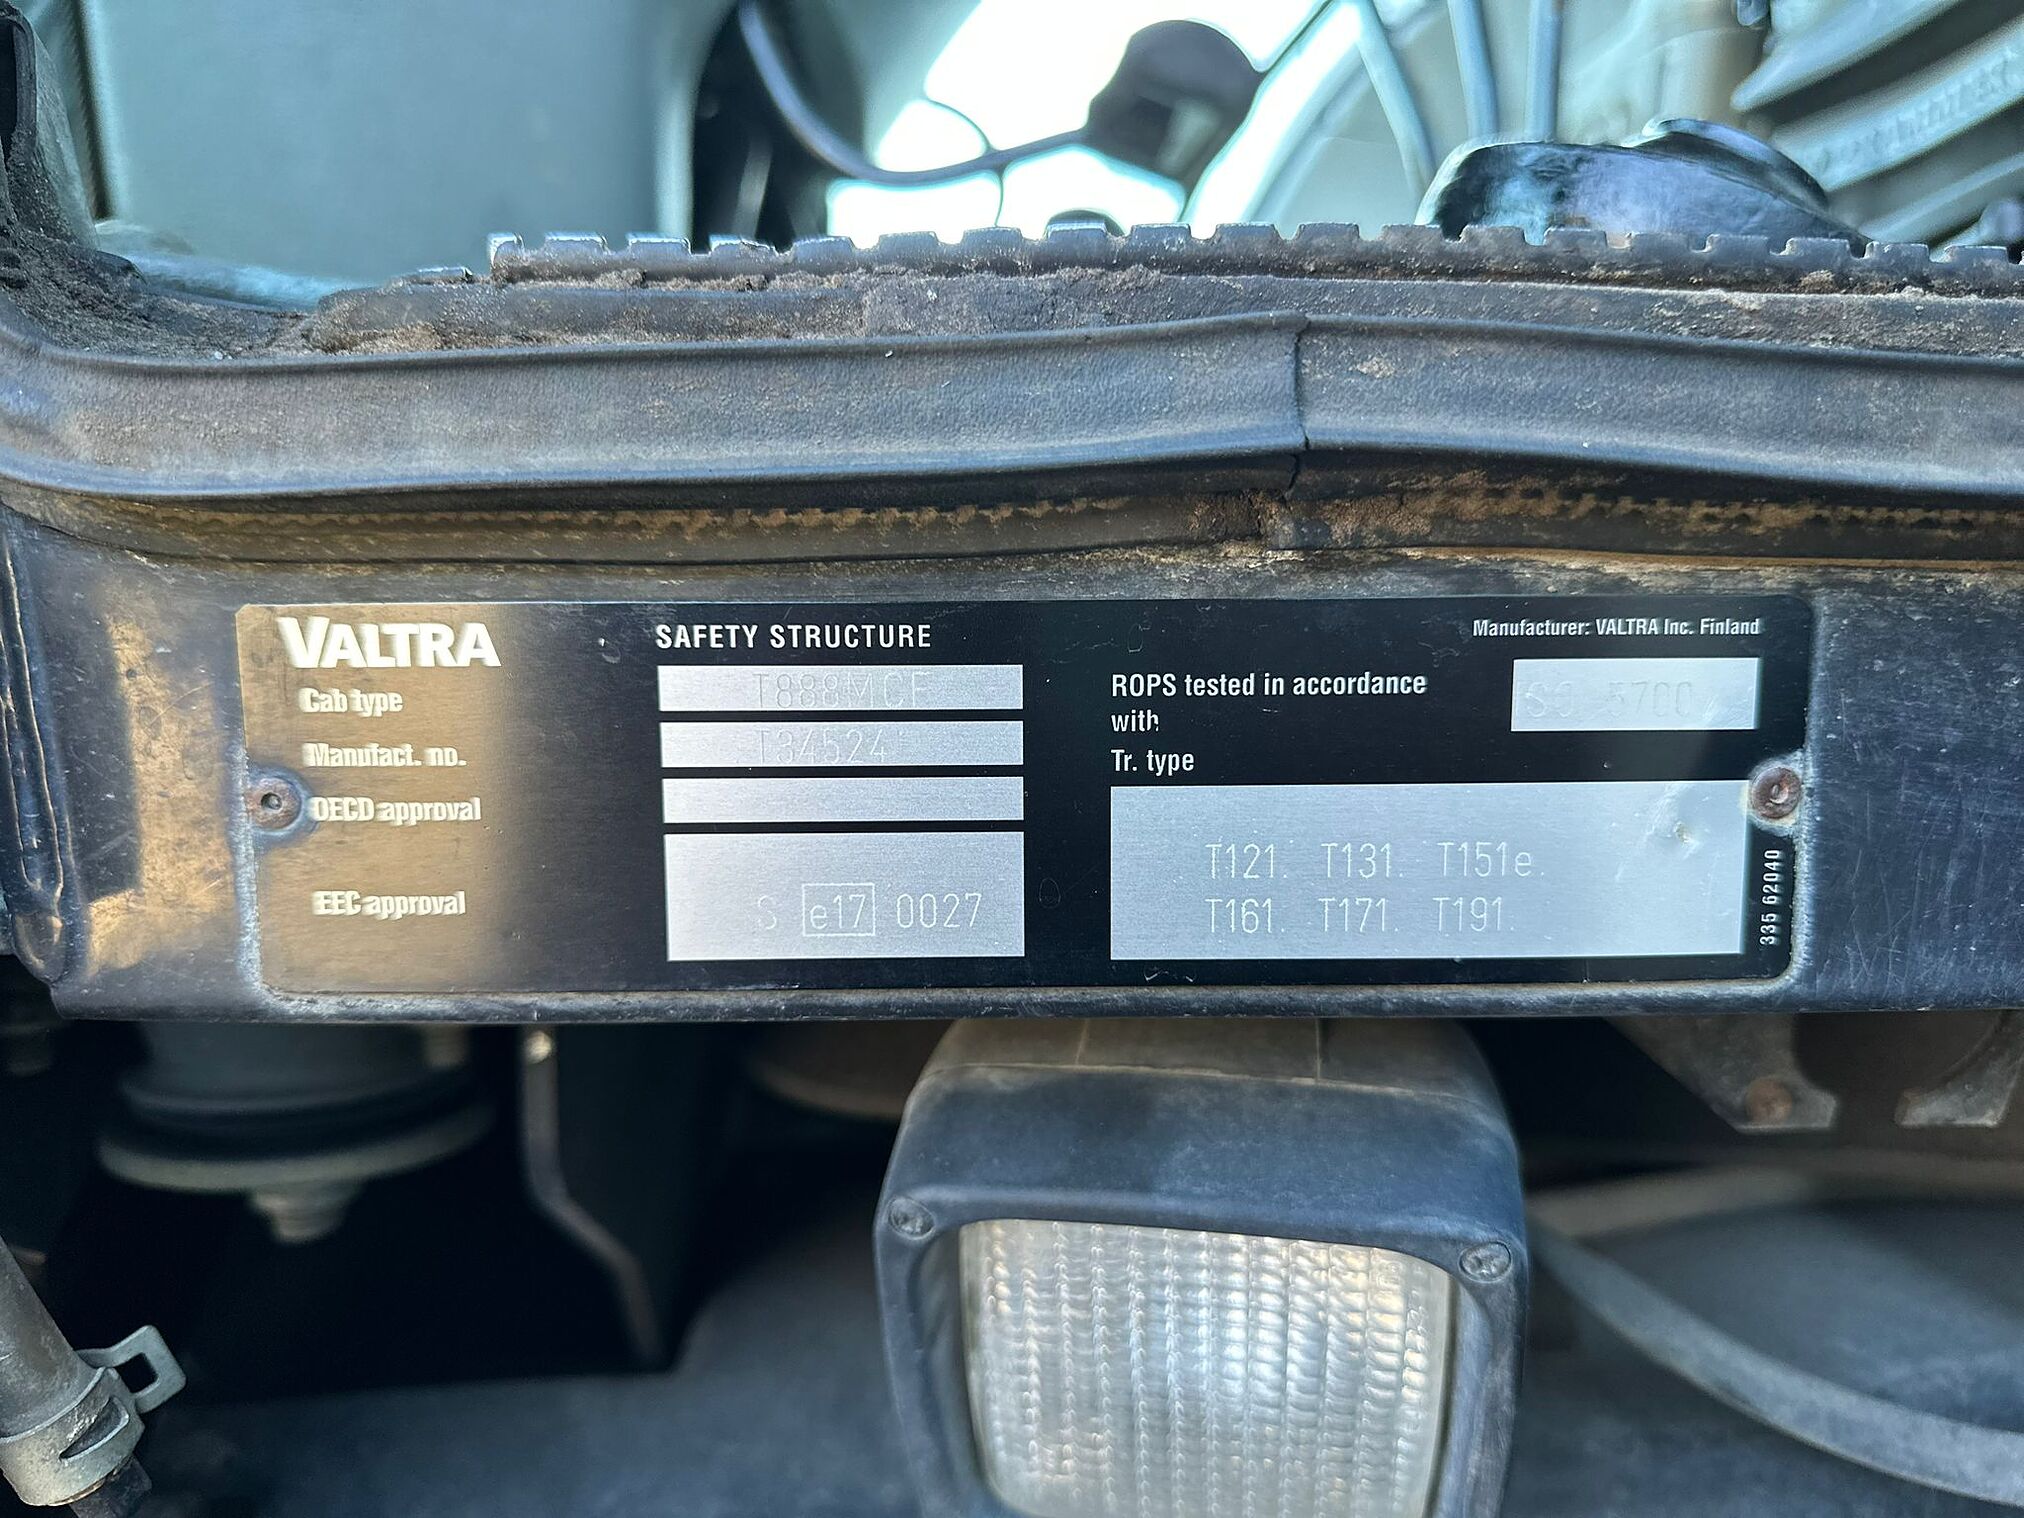 VALTRA
SAFETY STRUCTURE
Manufacturer: VALTRA Inc. Finland
Cab type T888MCF
ROPS tested in accordance
with 5700
Manufact. no. T34524
Tr. type
OECD approval
T121. T131. T151e.
EEC approval S e17 0027
T161. T171. T191.
335 62040